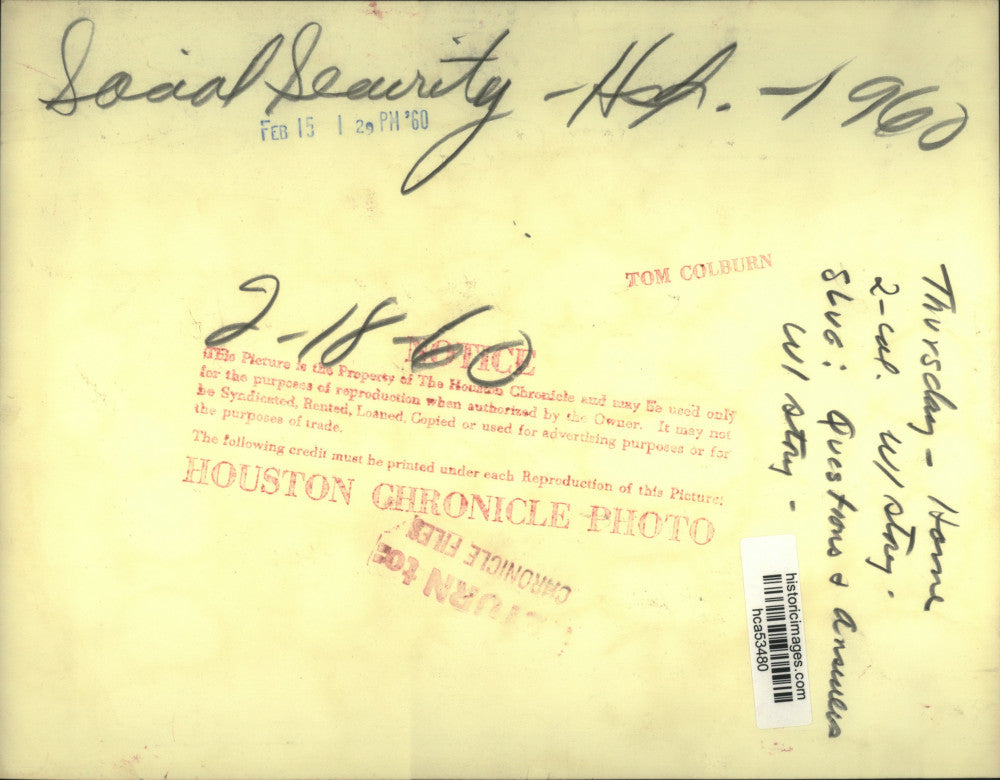 Social Security - Hsp. - 1960
FEB 15 1 29 PM '60
TOM COLBURN
2-18-60
NOTICE
This Picture is the Property of The Houston Chronicle and may be used only
for the purposes of reproduction when authorized by the Owner. It may not
be Syndicated, Rented, Loaned, Copied or used for advertising purposes or for
the purposes of trade.
The following credit must be printed under each Reproduction of this Picture:
HOUSTON CHRONICLE PHOTO
RETURN to:
CHRONICLE FILES
Thursday - Home
2-col. W/ story.
SLUG: Questions & Answers
W/ story -
historicimages.com
hca53480